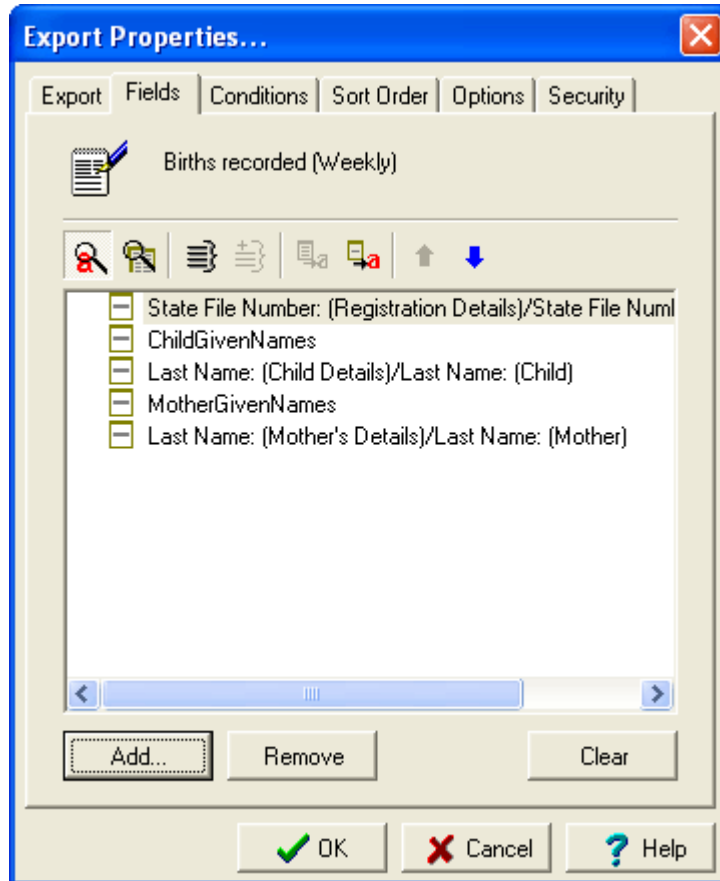 Export Properties...
Export Fields Conditions Sort Order Options Security
Births recorded (Weekly)
State File Number: (Registration Details)/State File Numl
ChildGivenNames
Last Name: (Child Details)/Last Name: (Child)
MotherGivenNames
Last Name: (Mother's Details)/Last Name: (Mother)
Add... Remove Clear
OK Cancel Help